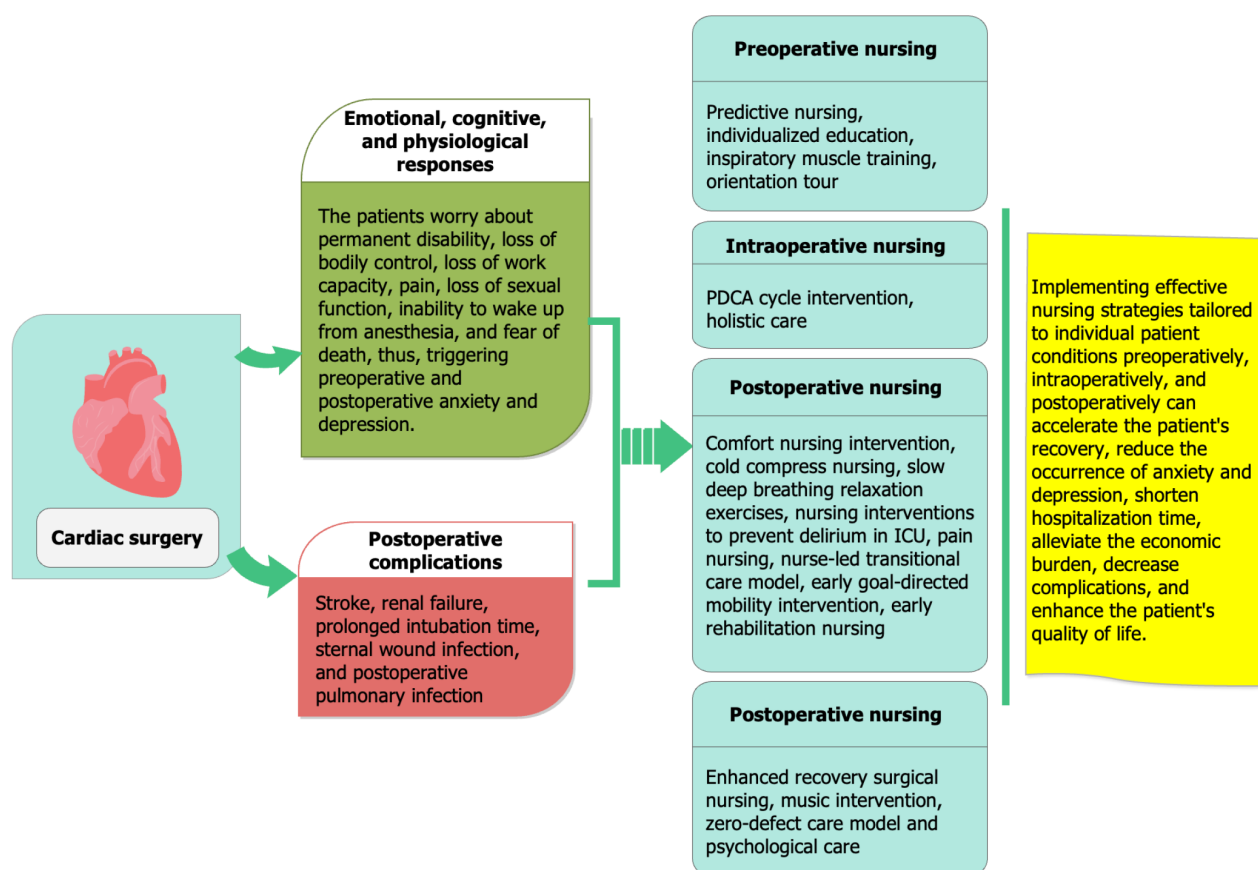 Cardiac surgery
Emotional, cognitive,
and physiological
responses
The patients worry about
permanent disability, loss of
bodily control, loss of work
capacity, pain, loss of sexual
function, inability to wake up
from anesthesia, and fear of
death, thus, triggering
preoperative and
postoperative anxiety and
depression.
Postoperative
complications
Stroke, renal failure,
prolonged intubation time,
sternal wound infection,
and postoperative
pulmonary infection
Preoperative nursing
Predictive nursing,
individualized education,
inspiratory muscle training,
orientation tour
Intraoperative nursing
PDCA cycle intervention,
holistic care
Postoperative nursing
Comfort nursing intervention,
cold compress nursing, slow
deep breathing relaxation
exercises, nursing interventions
to prevent delirium in ICU, pain
nursing, nurse-led transitional
care model, early goal-directed
mobility intervention, early
rehabilitation nursing
Postoperative nursing
Enhanced recovery surgical
nursing, music intervention,
zero-defect care model and
psychological care
Implementing effective
nursing strategies tailored
to individual patient
conditions preoperatively,
intraoperatively, and
postoperatively can
accelerate the patient's
recovery, reduce the
occurrence of anxiety and
depression, shorten
hospitalization time,
alleviate the economic
burden, decrease
complications, and
enhance the patient's
quality of life.